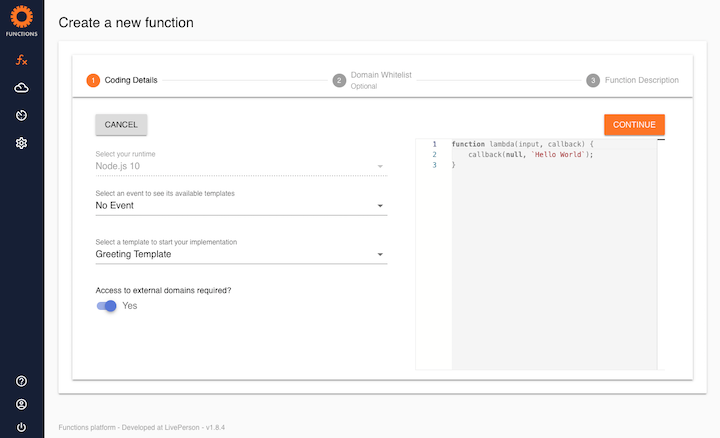 FUNCTIONS
Create a new function
1 Coding Details
2 Domain Whitelist
Optional
3 Function Description
CANCEL
CONTINUE
Select your runtime
Node.js 10
Select an event to see its available templates
No Event
Select a template to start your implementation
Greeting Template
Access to external domains required?
Yes
1 function lambda(input, callback) {
2 callback(null, `Hello World`);
3 }
Functions platform - Developed at LivePerson - v1.8.4